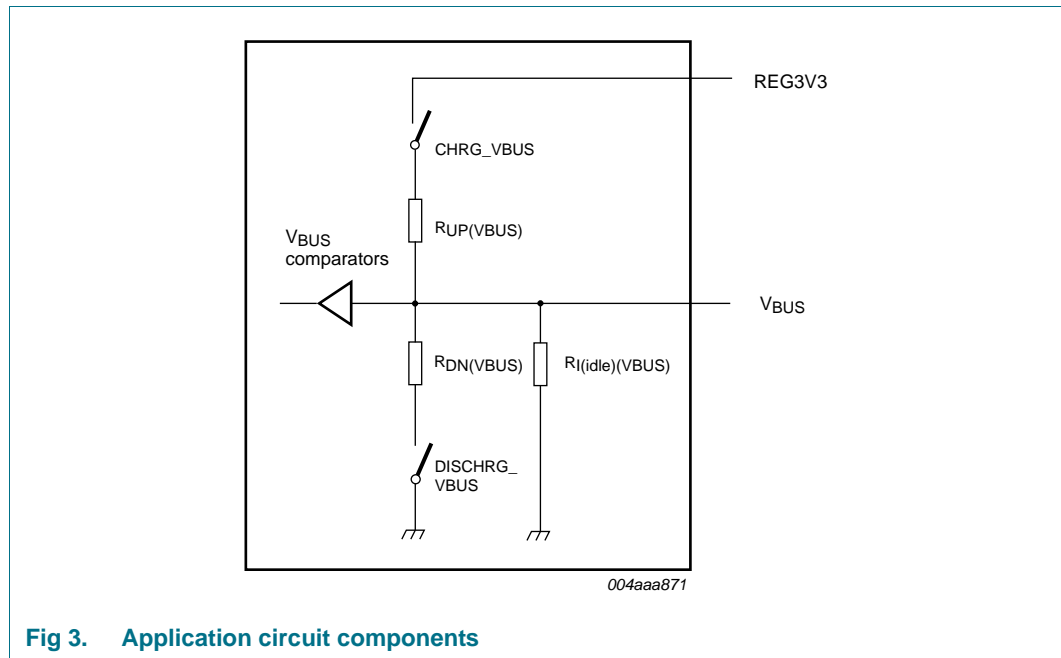 REG3V3
CHRG_VBUS
RUP(VBUS)
VBUS
comparators
VBUS
RDN(VBUS)
RI(idle)(VBUS)
DISCHRG_
VBUS
004aaa871
Fig 3. Application circuit components